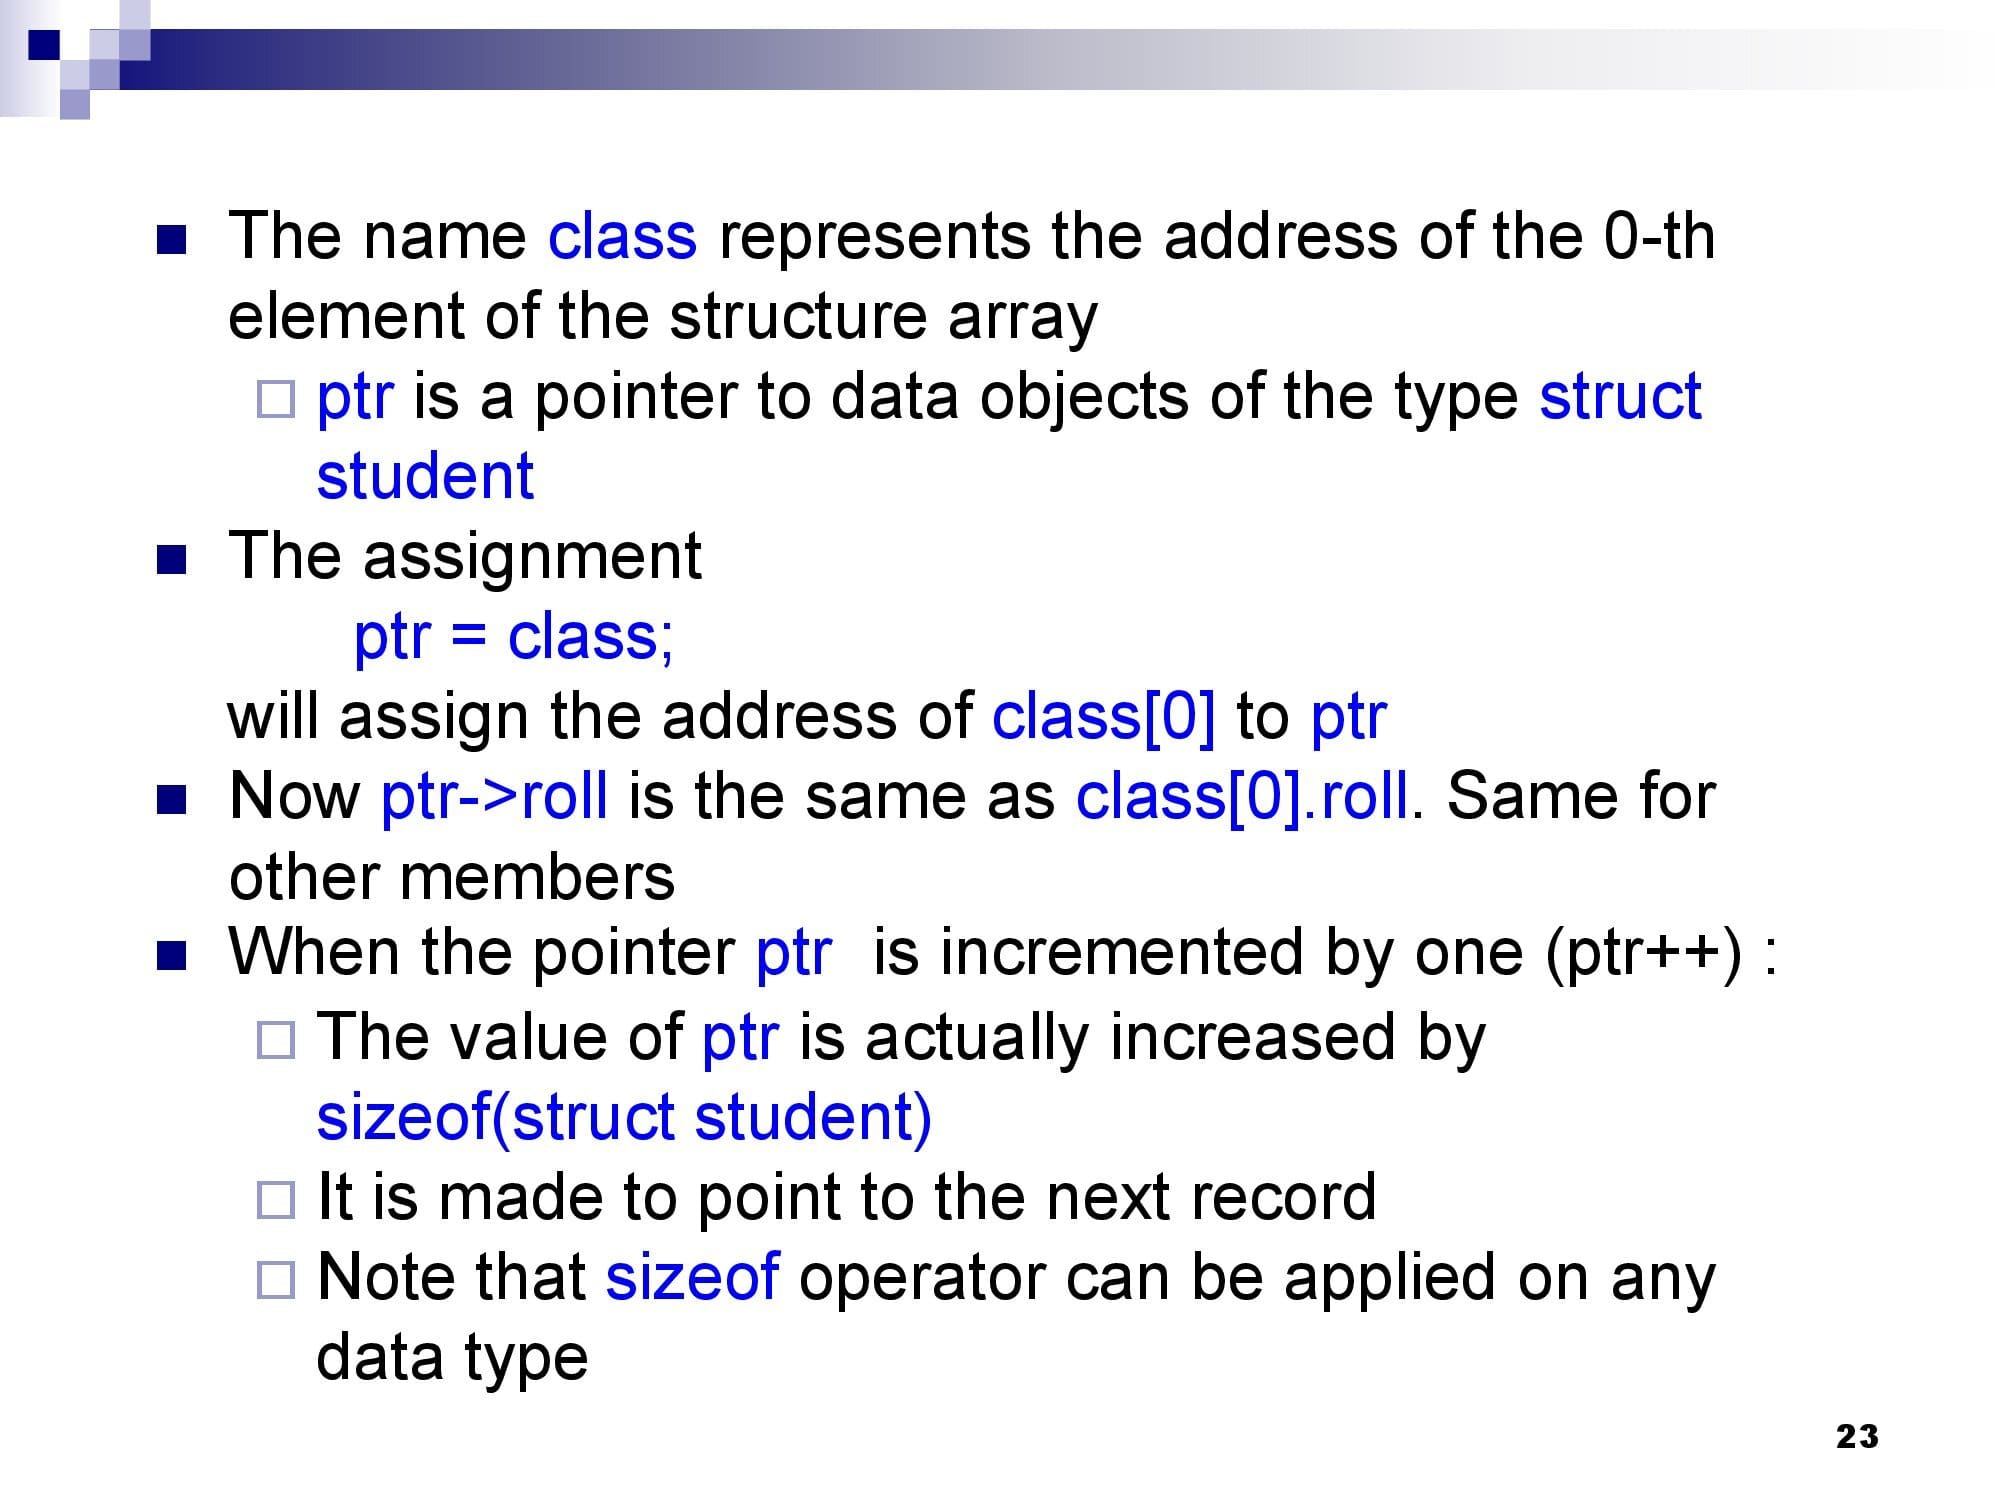 The name class represents the address of the 0-th
element of the structure array
ptr is a pointer to data objects of the type struct
student
The assignment
ptr = class;
will assign the address of class[0] to ptr
Now ptr->roll is the same as class[0].roll. Same for
other members
When the pointer ptr  is incremented by one (ptr++) :
The value of ptr is actually increased by
sizeof(struct student)
It is made to point to the next record
Note that sizeof operator can be applied on any
data type
23